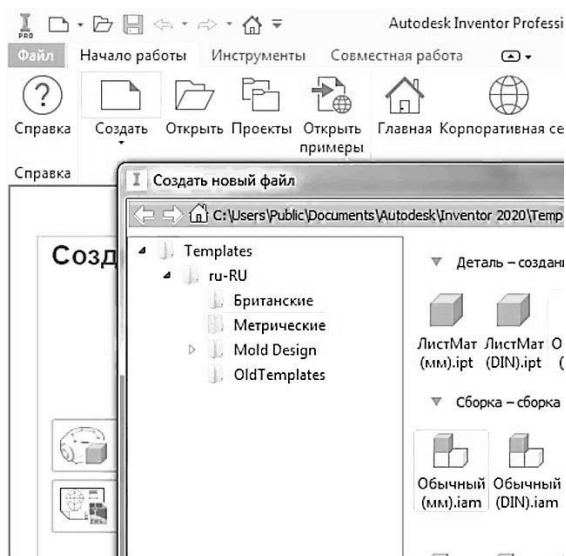 PRO
Autodesk Inventor Professi
Файл Начало работы Инструменты Совместная работа
Справка Создать Открыть Проекты Открыть примеры Главная Корпоративная се
Справка
Создать новый файл
C:\Users\Public\Documents\Autodesk\Inventor 2020\Temp
Созд
Templates
ru-RU
Британские
Метрические
Mold Design
OldTemplates
Деталь – создани
ЛистМат (мм).ipt
ЛистМат (DIN).ipt
О (
Сборка – сборка
Обычный (мм).iam
Обычный (DIN).iam